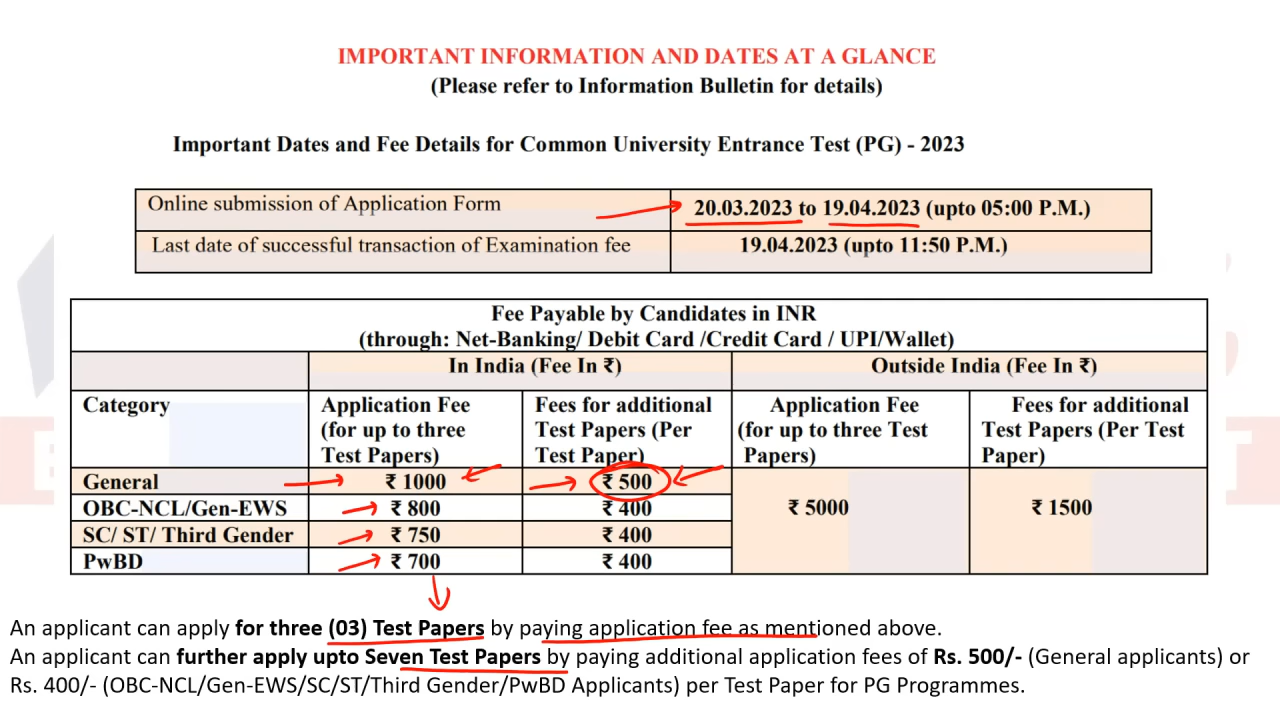 IMPORTANT INFORMATION AND DATES AT A GLANCE
(Please refer to Information Bulletin for details)
Important Dates and Fee Details for Common University Entrance Test (PG) - 2023
Online submission of Application Form 20.03.2023 to 19.04.2023 (upto 05:00 P.M.)
Last date of successful transaction of Examination fee 19.04.2023 (upto 11:50 P.M.)
Fee Payable by Candidates in INR
(through: Net-Banking/ Debit Card /Credit Card / UPI/Wallet)
In India (Fee In ₹) Outside India (Fee In ₹)
Category Application Fee Fees for additional Application Fee Fees for additional
(for up to three Test Papers (Per (for up to three Test Test Papers (Per Test
Test Papers) Test Paper) Papers) Paper)
General ₹ 1000 ₹ 500
OBC-NCL/Gen-EWS ₹ 800 ₹ 400 ₹ 5000 ₹ 1500
SC/ ST/ Third Gender ₹ 750 ₹ 400
PwBD ₹ 700 ₹ 400
An applicant can apply for three (03) Test Papers by paying application fee as mentioned above.
An applicant can further apply upto Seven Test Papers by paying additional application fees of Rs. 500/- (General applicants) or
Rs. 400/- (OBC-NCL/Gen-EWS/SC/ST/Third Gender/PwBD Applicants) per Test Paper for PG Programmes.